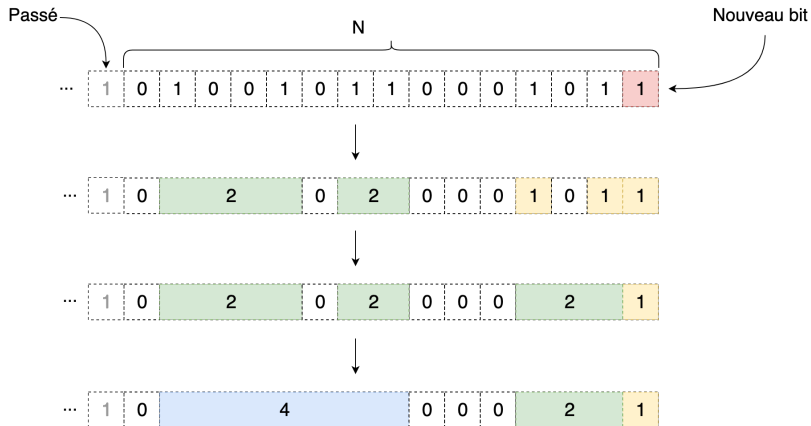 Passé
N
Nouveau bit
... 1 0 1 0 0 1 0 1 1 0 0 0 1 0 1 1
... 1 0 2 0 2 0 0 0 1 0 1 1
... 1 0 2 0 2 0 0 0 2 1
... 1 0 4 0 0 0 2 1